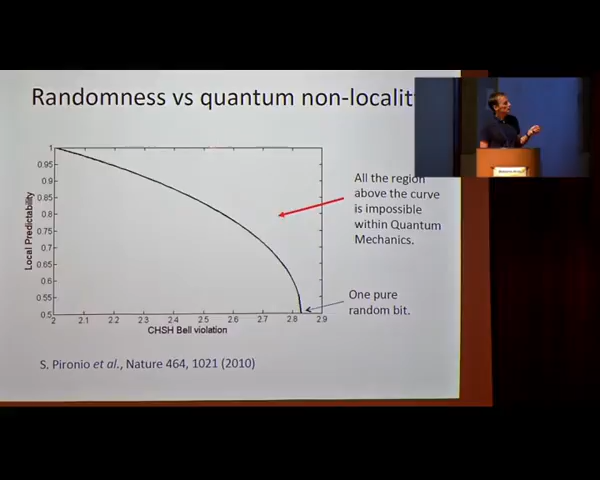 Randomness vs quantum non-localit
1
0.95
0.9
0.85
0.8
0.75
0.7
0.65
0.6
0.55
0.5
Local Predictability
2
2.1
2.2
2.3
2.4
2.5
2.6
2.7
2.8
2.9
CHSH Bell violation
All the region
above the curve
is impossible
within Quantum
Mechanics.
One pure
random bit.
S. Pironio et al., Nature 464, 1021 (2010)